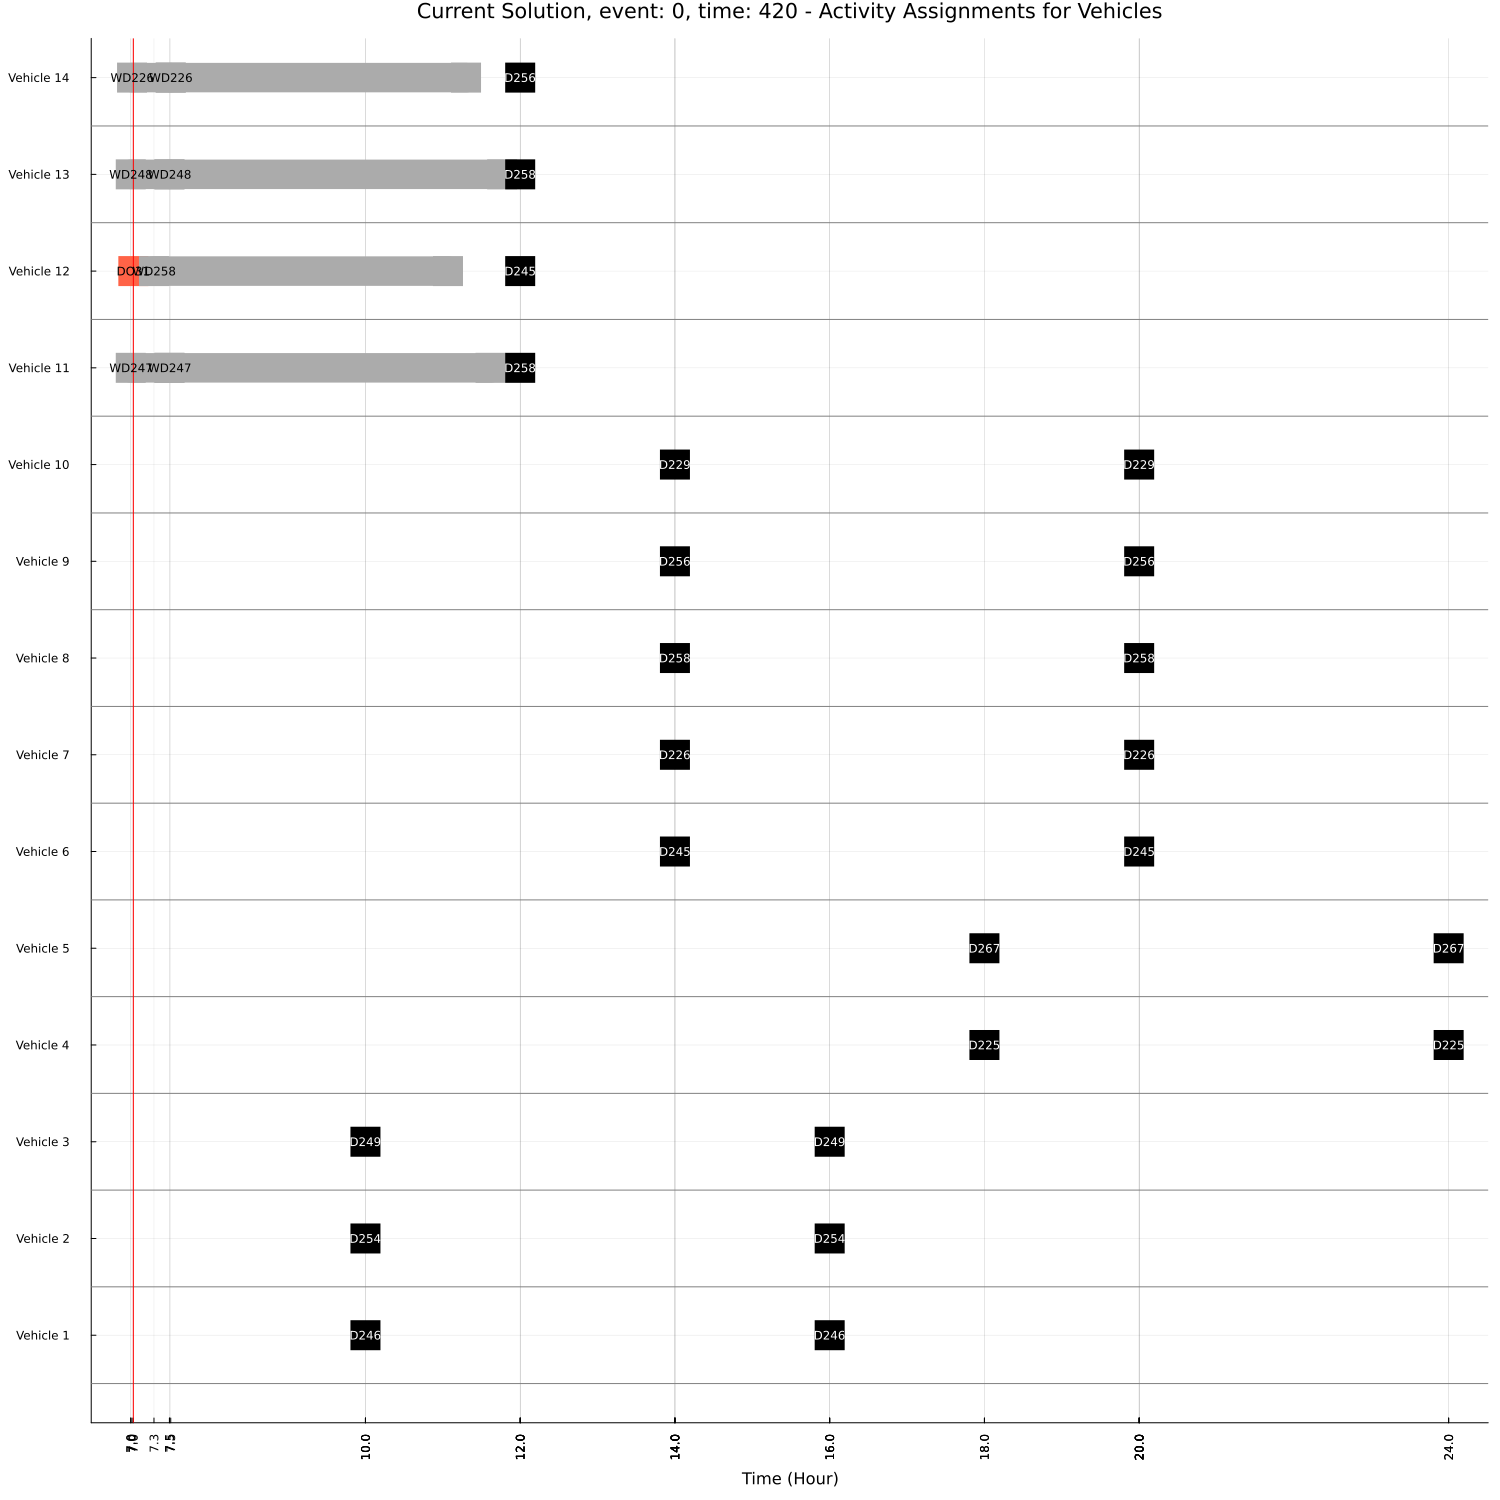 Current Solution, event: 0, time: 420 - Activity Assignments for Vehicles
Vehicle 14 WD226 WD226 D256
Vehicle 13 WD248 WD248 D258
Vehicle 12 WD258 D245
Vehicle 11 WD247 WD247 D258
Vehicle 10 D229 D229
Vehicle 9 D256 D256
Vehicle 8 D258 D258
Vehicle 7 D226 D226
Vehicle 6 D245 D245
Vehicle 5 D267 D267
Vehicle 4 D225 D225
Vehicle 3 D249 D249
Vehicle 2 D254 D254
Vehicle 1 D246 D246
7.0 7.3 7.5 10.0 12.0 14.0 16.0 18.0 20.0 24.0
Time (Hour)